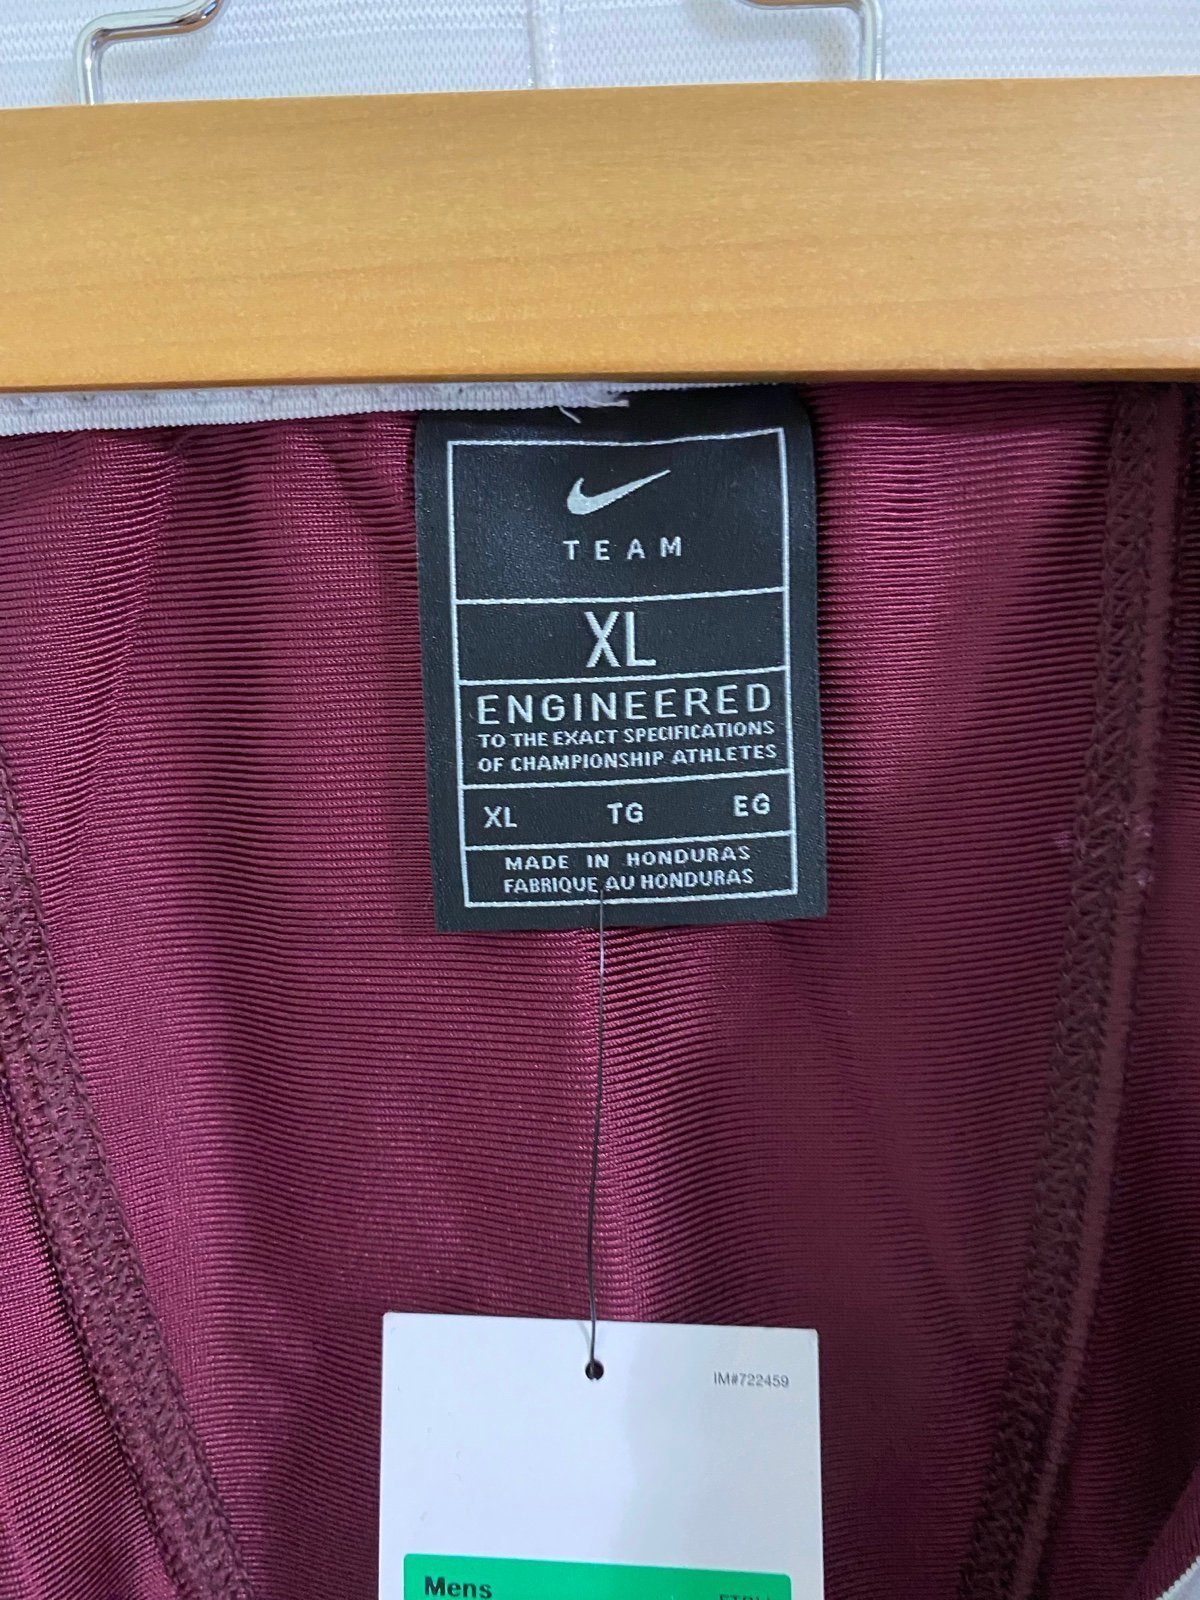 TEAM
XL
ENGINEERED
TO THE EXACT SPECIFICATIONS
OF CHAMPIONSHIP ATHLETES
XL TG EG
MADE IN HONDURAS
FABRIQUE AU HONDURAS
IM#722459
Mens